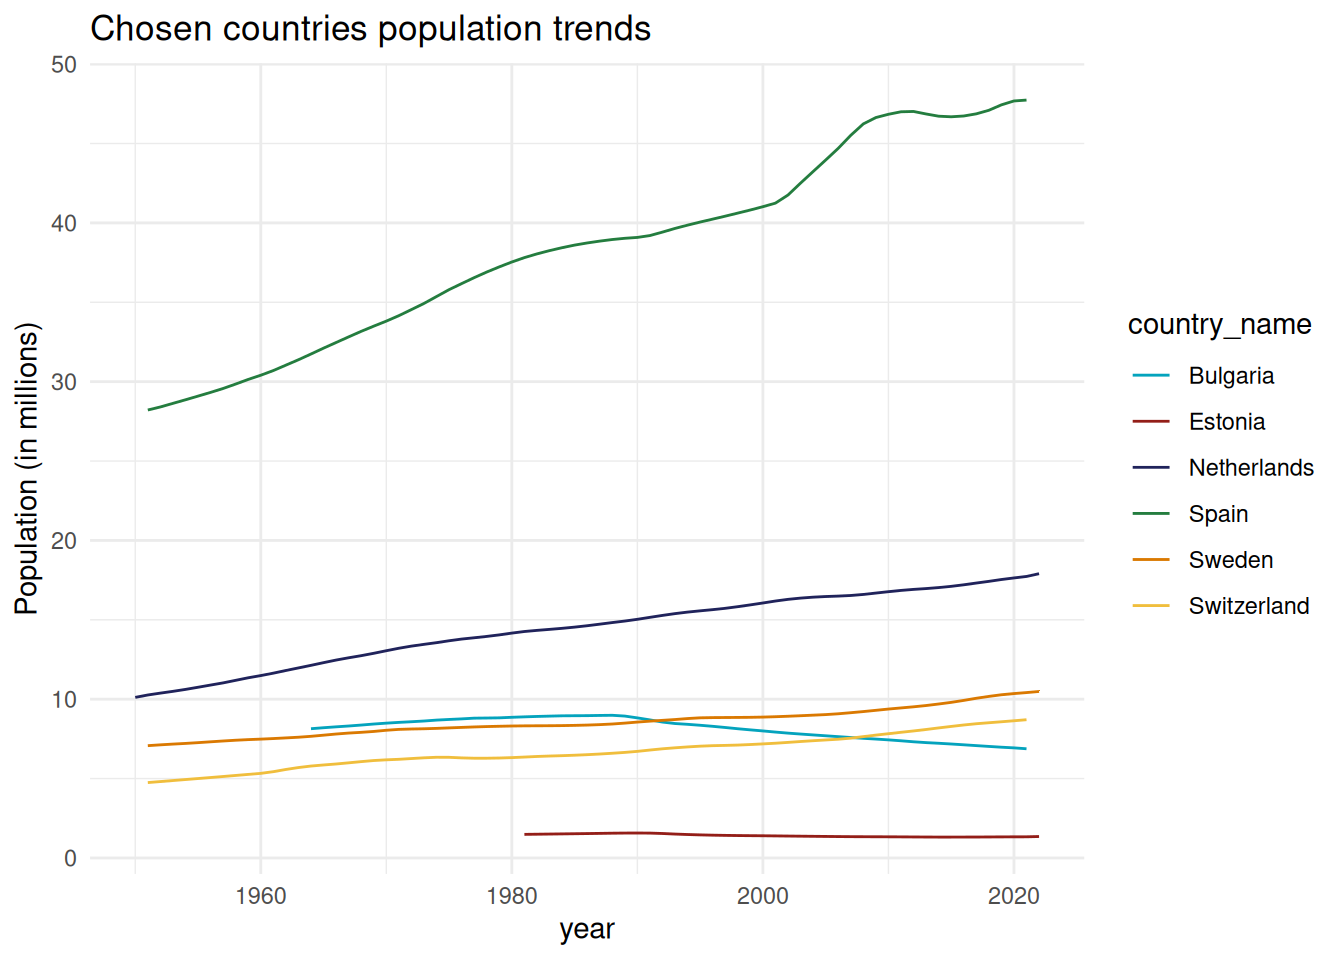 Chosen countries population trends
50
40
30
20
10
0
Population (in millions)
1960 1980 2000 2020
year
country_name
Bulgaria
Estonia
Netherlands
Spain
Sweden
Switzerland